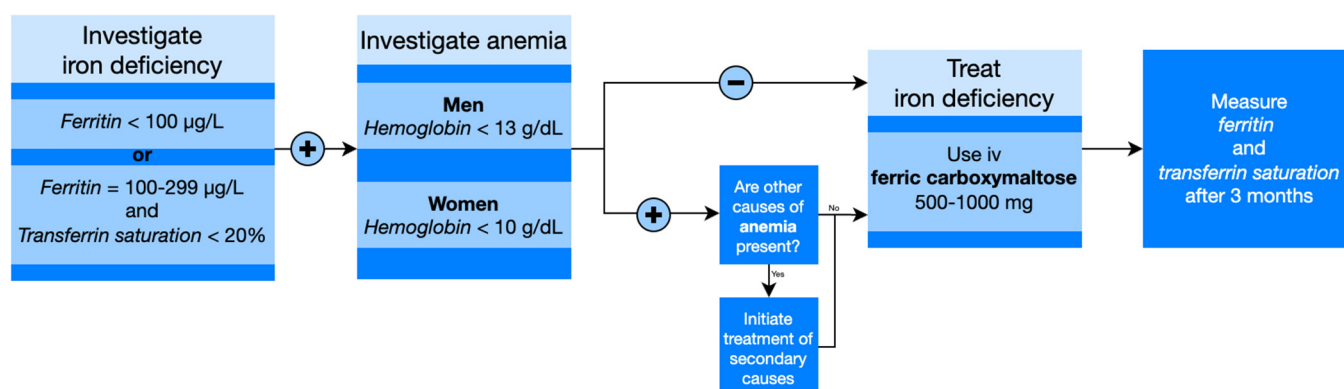 Investigate
iron deficiency
Ferritin < 100 µg/L
or
Ferritin = 100-299 µg/L
and
Transferrin saturation < 20%
+
Investigate anemia
Men
Hemoglobin < 13 g/dL
Women
Hemoglobin < 10 g/dL
−
+
Are other
causes of
anemia
present?
No
Yes
Initiate
treatment of
secondary
causes
Treat
iron deficiency
Use iv
ferric carboxymaltose
500-1000 mg
Measure
ferritin
and
transferrin saturation
after 3 months